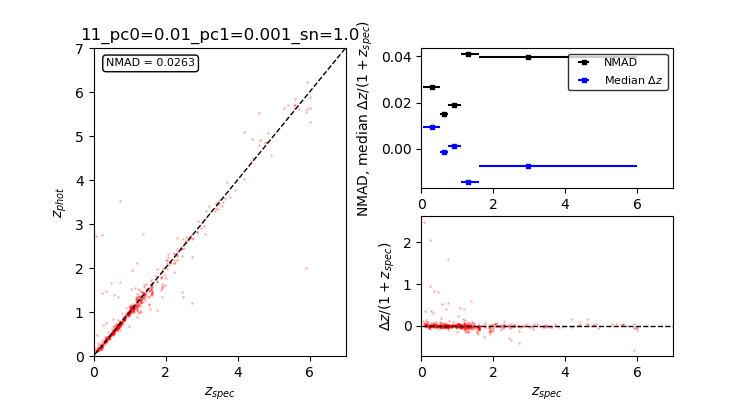 11_pc0=0.01_pc1=0.001_sn=1.0
NMAD = 0.0263
7
6
5
4
3
2
1
0
z_phot
0 2 4 6
z_spec
NMAD, median Δz/(1 + z_spec)
0.04
0.02
0.00
NMAD
Median Δz
0 2 4 6
Δz/(1 + z_spec)
2
1
0
0 2 4 6
z_spec